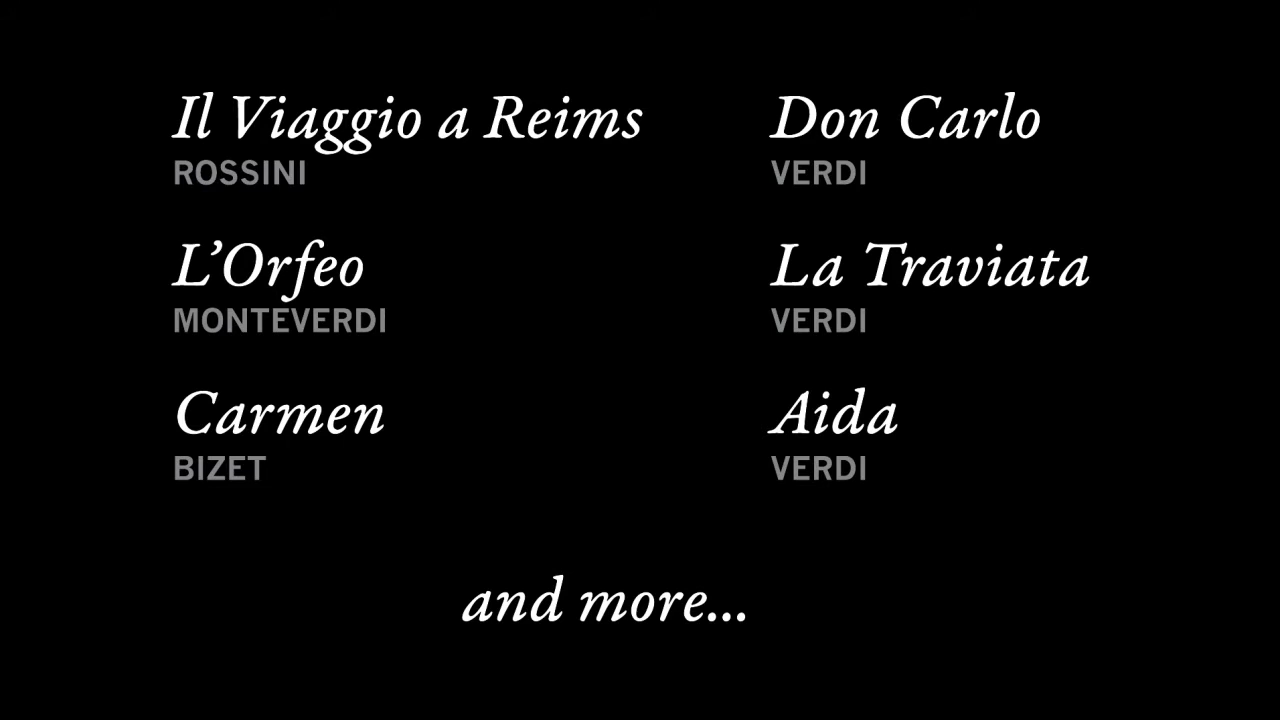 Il Viaggio a Reims
ROSSINI
L’Orfeo
MONTEVERDI
Carmen
BIZET
Don Carlo
VERDI
La Traviata
VERDI
Aida
VERDI
and more...